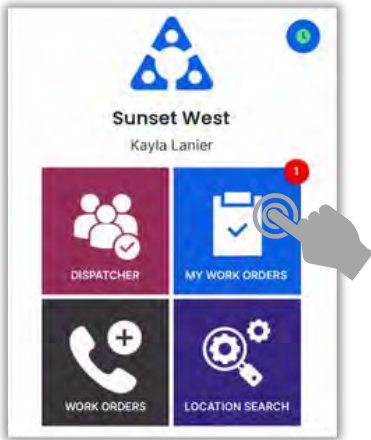 Sunset West
Kayla Lanier
1
DISPATCHER
MY WORK ORDERS
WORK ORDERS
LOCATION SEARCH